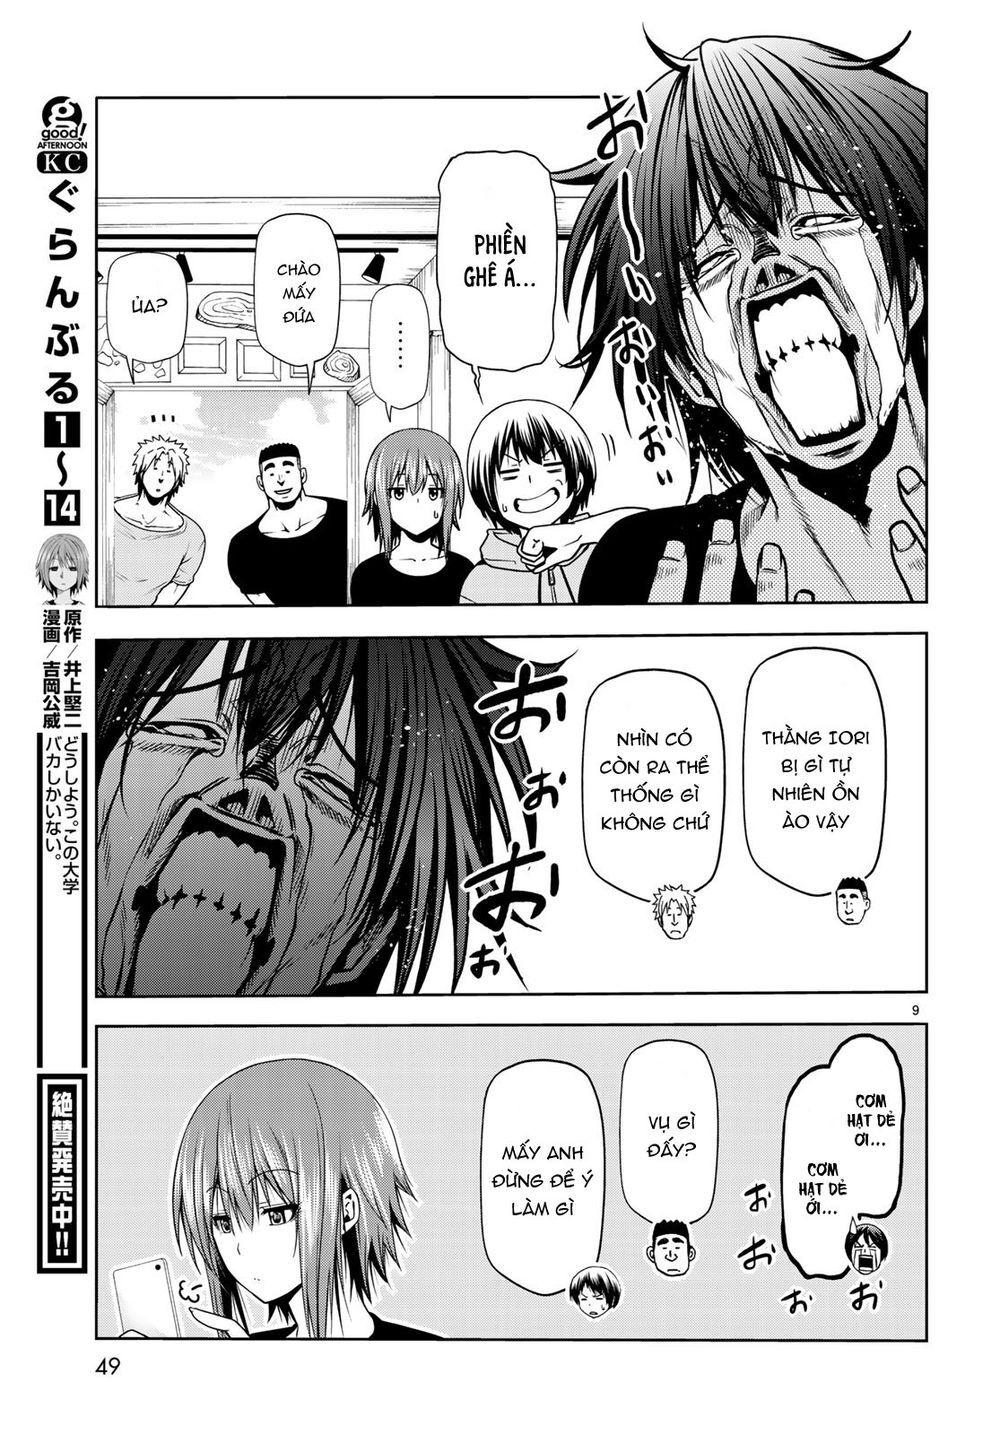 good!
AFTERNOON
KC
ぐらんぶる
1
〜
14
原作／井上堅二
漫画／吉岡公威
どうしよう。この大学
バカしかいない。
絶賛発売中!!
お
ー
お
ー
い
お
お
PHIỀN
GHÊ Á...
......
CHÀO
MẤY
ĐỨA
ỦA?
THẰNG IORI
BỊ GÌ TỰ
NHIÊN ỒN
ÀO VẬY
NHÌN CÓ
CÒN RA THỂ
THỐNG GÌ
KHÔNG CHỨ
お
お
お
9
CƠM
HẠT DẺ
ƠI...
CƠM
HẠT DẺ
ỚI...
お
お
お
お
VỤ GÌ
ĐẤY?
MẤY ANH
ĐỪNG ĐỂ Ý
LÀM GÌ
49